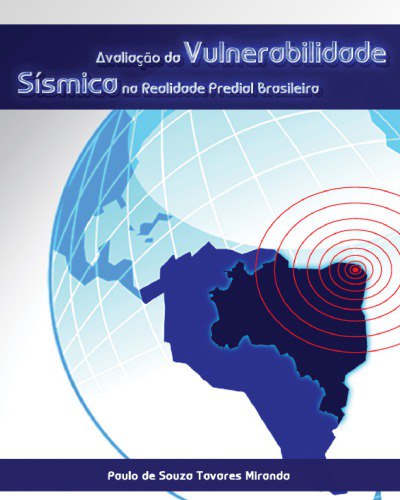 Avaliação da Vulnerabilidade
Sísmica na Realidade Predial Brasileira
Paulo de Souza Tavares Miranda